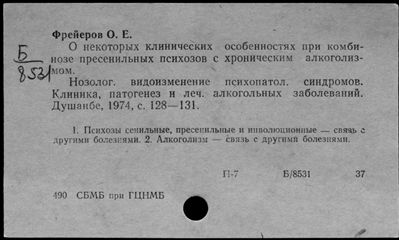 Фрейеров О. Е.
О некоторых клинических особенностях при комби-
нозе пресенильных психозов с хроническим алкоголиз-
мом.
Б
8531
Нозолог. видоизменение психопатол. синдромов.
Клиника, патогенез и леч. алкогольных заболеваний.
Душанбе, 1974, с. 128—131.
1. Психозы сенильные, пресенильные и инволюционные — связь с
другими болезнями. 2. Алкоголизм — связь с другими болезнями.
П-7 Б/8531 37
490 СБМБ при ГЦНМБ